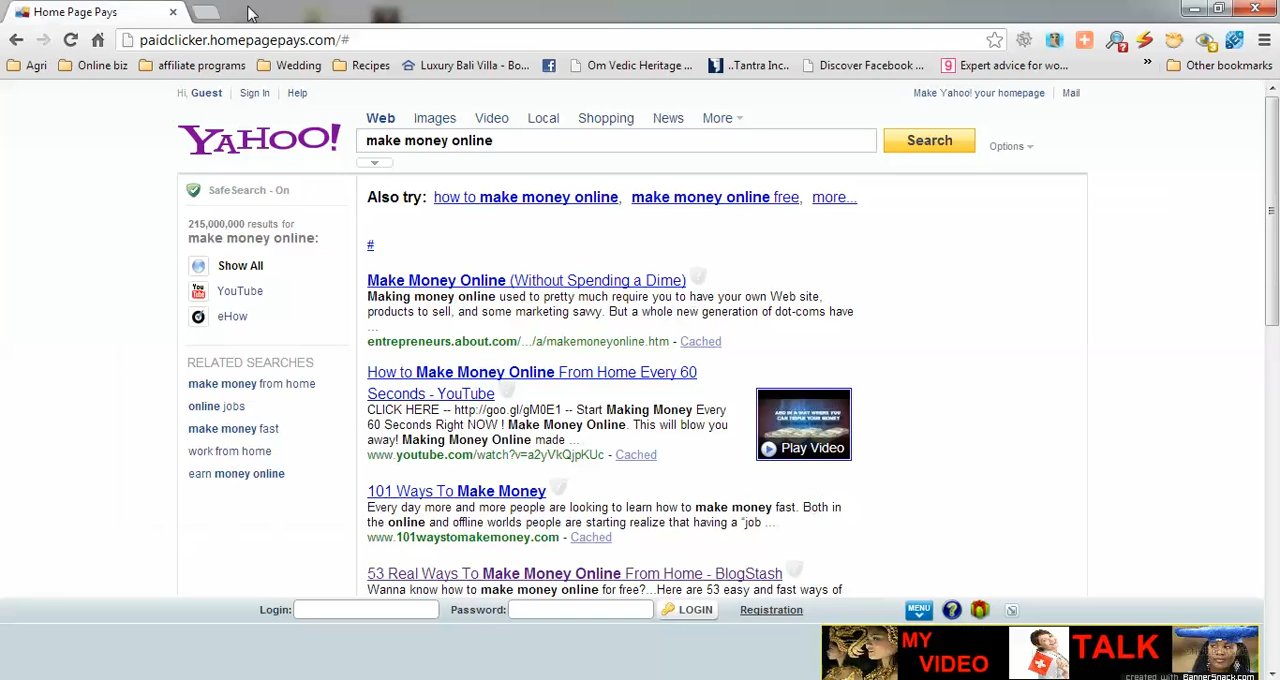 Home Page Pays
paidclicker.homepagepays.com/#
Agri Online biz affiliate programs Wedding Recipes Luxury Bali Villa - Bo... Om Vedic Heritage ... ..Tantra Inc.. Discover Facebook ... Expert advice for wo... » Other bookmarks
Hi, Guest Sign In Help Make Yahoo! your homepage Mail
YAHOO!
Web Images Video Local Shopping News More
make money online Search Options
SafeSearch - On
215,000,000 results for
make money online:
Show All
YouTube
eHow
RELATED SEARCHES
make money from home
online jobs
make money fast
work from home
earn money online
Also try: how to make money online, make money online free, more...
#
Make Money Online (Without Spending a Dime)
Making money online used to pretty much require you to have your own Web site,
products to sell, and some marketing savvy. But a whole new generation of dot-coms have
...
entrepreneurs.about.com/.../a/makemoneyonline.htm - Cached
How to Make Money Online From Home Every 60
Seconds - YouTube
CLICK HERE -- http://goo.gl/gM0E1 -- Start Making Money Every
60 Seconds Right NOW ! Make Money Online. This will blow you
away! Making Money Online made ...
www.youtube.com/watch?v=a2yVkQjpKUc - Cached
AND IN A WAY WHERE YOU
CAN TRIPLE YOUR MONEY
Play Video
101 Ways To Make Money
Every day more and more people are looking to learn how to make money fast. Both in
the online and offline worlds people are starting realize that having a "job ...
www.101waystomakemoney.com - Cached
53 Real Ways To Make Money Online From Home - BlogStash
Wanna know how to make money online for free?...Here are 53 easy and fast ways of
Login: Password: LOGIN Registration MENU ?
MY VIDEO TALK
created with BannerSnack.com